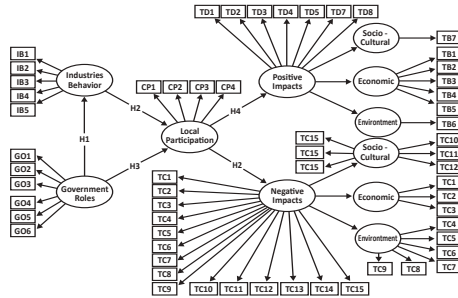 TD1
TD2
TD3
TD4
TD5
TD7
TD8
Socio -
Cultural
TB7
IB1
IB2
IB3
IB4
IB5
Industries
Behavior
CP1
CP2
CP3
CP4
Positive
Impacts
Economic
TB1
TB2
TB3
TB4
TB5
Environtment
TB6
H2
H4
Local
Participation
H1
H3
H2
GO1
GO2
GO3
GO4
GO5
GO6
Government
Roles
TC15
TC15
TC15
Socio -
Cultural
TC10
TC11
TC12
TC1
TC2
TC3
TC4
TC5
TC6
TC7
TC8
TC9
Negative
Impacts
Economic
TC1
TC2
TC3
Environtment
TC4
TC5
TC6
TC7
TC9
TC8
TC10
TC11
TC12
TC13
TC14
TC15